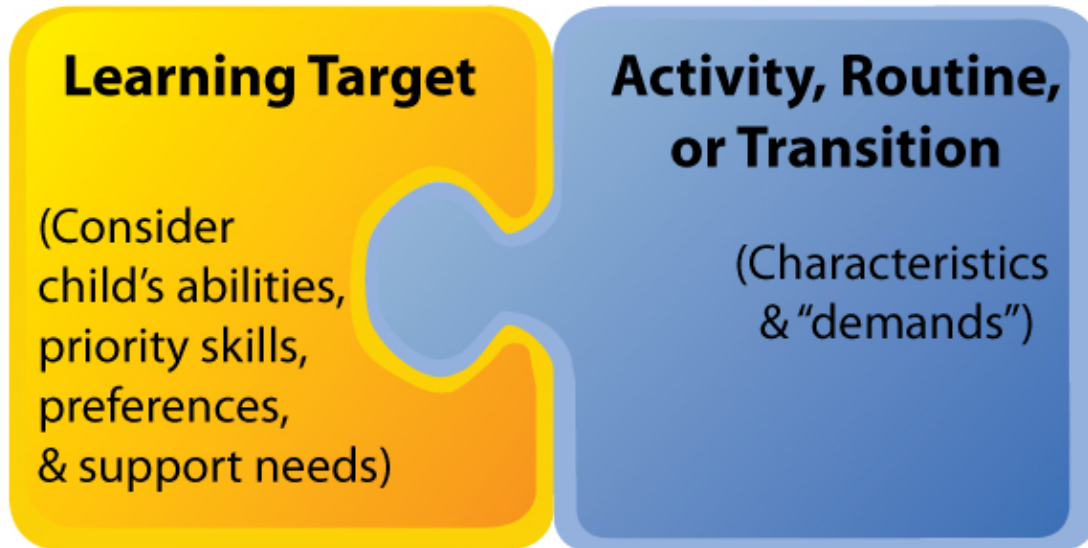 Learning Target
(Consider
child’s abilities,
priority skills,
preferences,
& support needs)
Activity, Routine,
or Transition
(Characteristics
& “demands”)